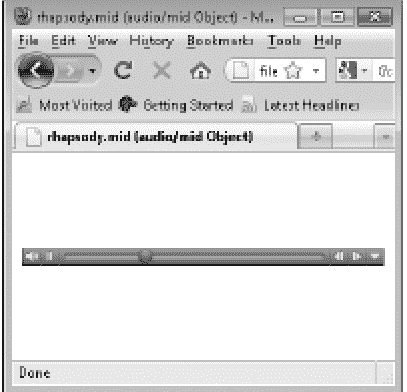 rhapsody.mid (audio/mid Object) - M...
File Edit View History Bookmarks Tools Help
file
Most Visited Getting Started Latest Headlines
rhapsody.mid (audio/mid Object)
Done